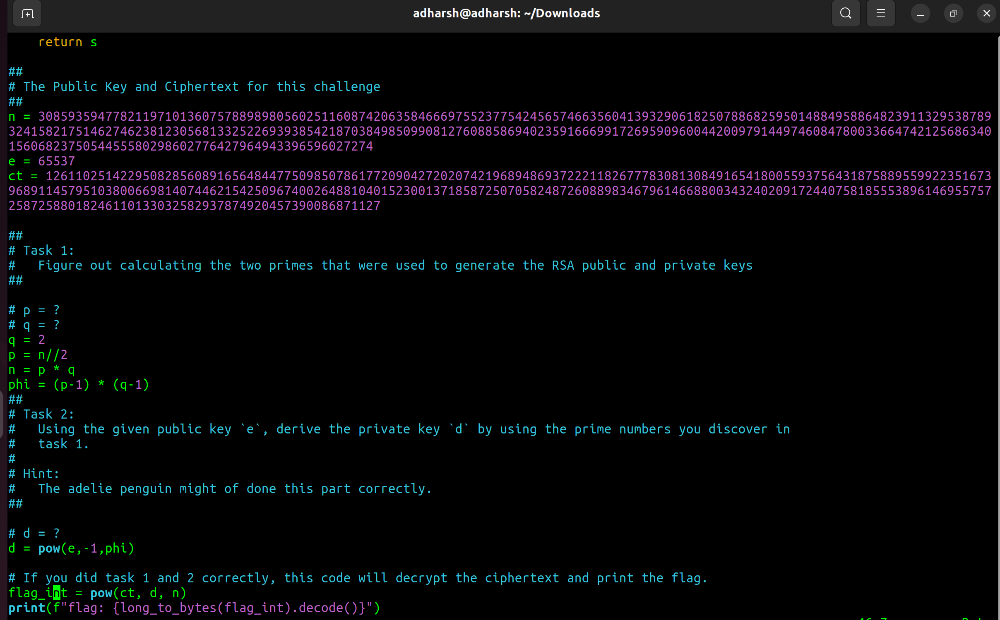 adharsh@adharsh: ~/Downloads
    return s
##
# The Public Key and Ciphertext for this challenge
##
n = 30859359477821197101360757889898056025116087420635846669755237754245657466356041393290618250788682595014884958864823911329538789
324158217514627462381230568133252269393854218703849850990812760885869402359166699172695909600442009791449746084780033664742125686340
1560682375054455580298602776427964943396596027274
e = 65537
ct = 1261102514229508285608916564844775098507861772090427202074219689486937222118267778308130849165418005593756431875889559922351673
968911457951038006698140744621542509674002648810401523001371858725070582487260889834679614668800343240209172440758185553896146955757
25872588018246110133032582937874920457390086871127
##
# Task 1:
#   Figure out calculating the two primes that were used to generate the RSA public and private keys
##
# p = ?
# q = ?
q = 2
p = n//2
n = p * q
phi = (p-1) * (q-1)
##
# Task 2:
#   Using the given public key `e`, derive the private key `d` by using the prime numbers you discover in
#   task 1.
#
# Hint:
#   The adelie penguin might of done this part correctly.
##
# d = ?
d = pow(e,-1,phi)
# If you did task 1 and 2 correctly, this code will decrypt the ciphertext and print the flag.
flag_int = pow(ct, d, n)
print(f"flag: {long_to_bytes(flag_int).decode()}")